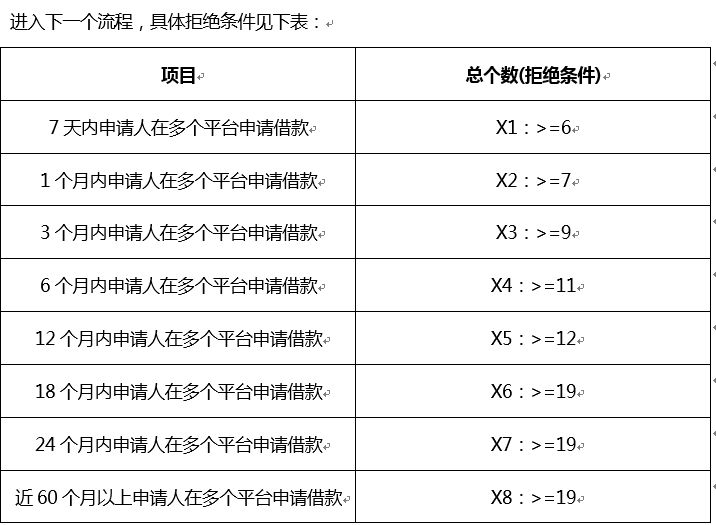 进入下一个流程，具体拒绝条件见下表：
项目 总个数(拒绝条件)
7 天内申请人在多个平台申请借款 X1：>=6
1 个月内申请人在多个平台申请借款 X2：>=7
3 个月内申请人在多个平台申请借款 X3：>=9
6 个月内申请人在多个平台申请借款 X4：>=11
12 个月内申请人在多个平台申请借款 X5：>=12
18 个月内申请人在多个平台申请借款 X6：>=19
24 个月内申请人在多个平台申请借款 X7：>=19
近 60 个月以上申请人在多个平台申请借款 X8：>=19